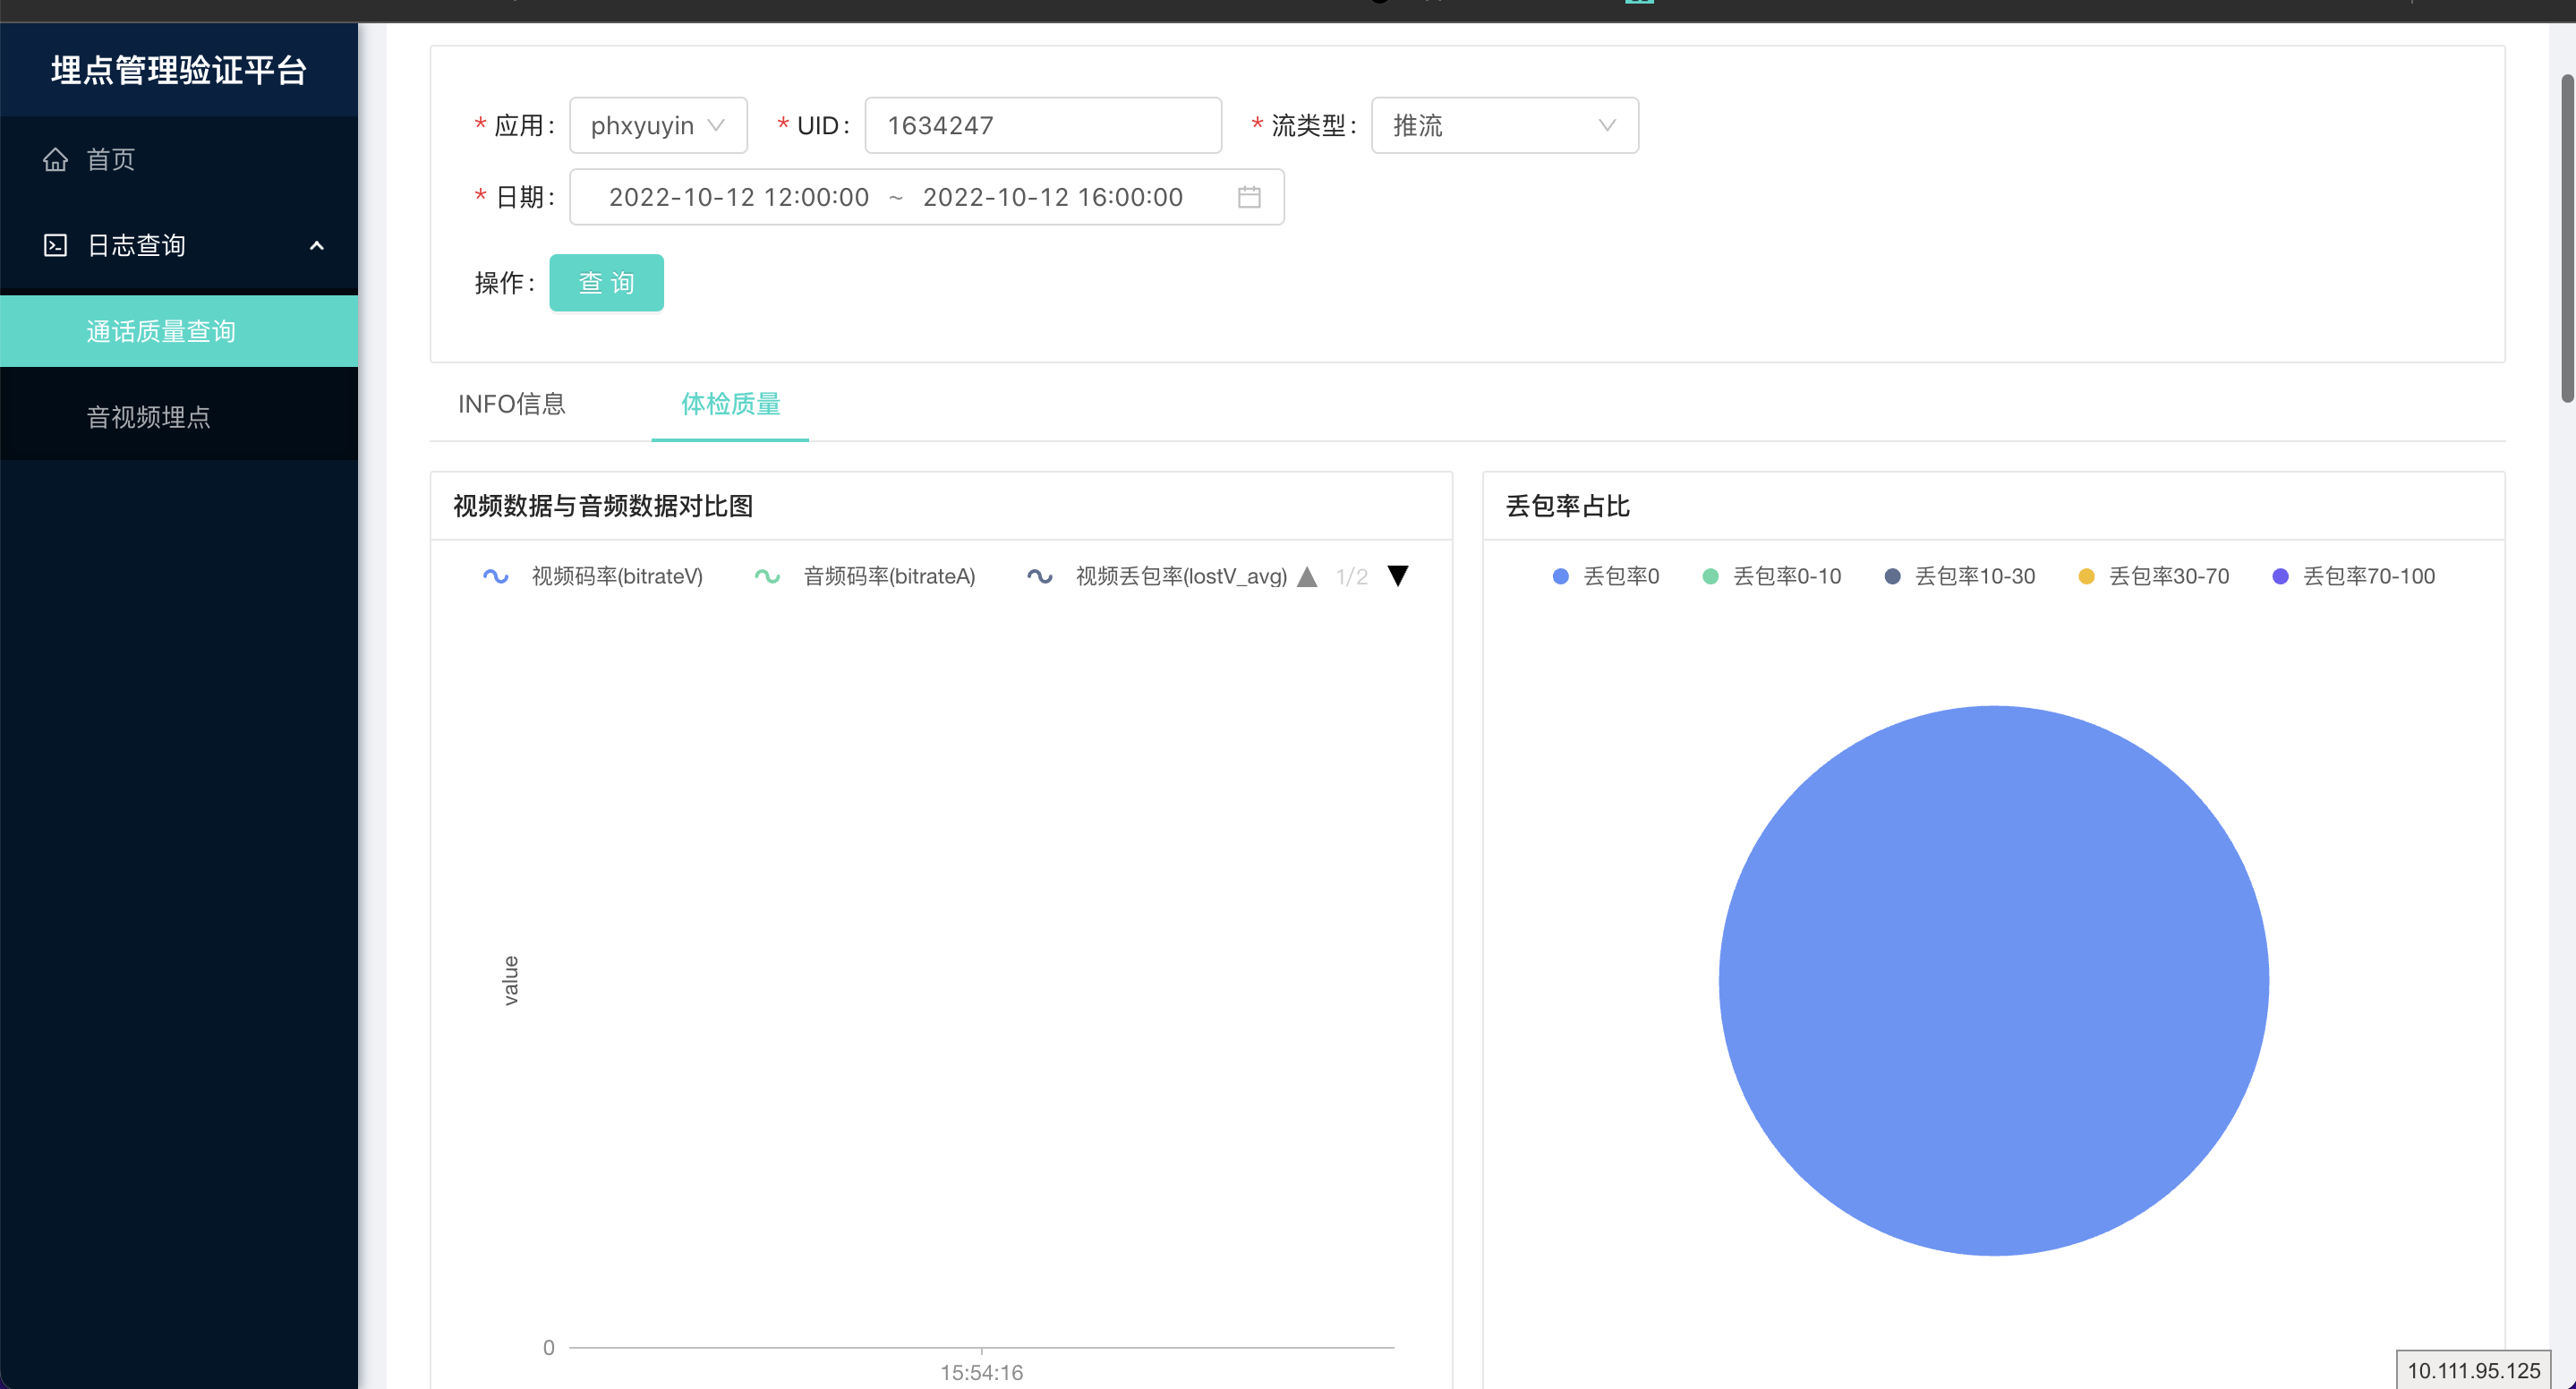 埋点管理验证平台
首页
日志查询
通话质量查询
音视频埋点
* 应用: phxyuyin * UID: 1634247 * 流类型: 推流
* 日期: 2022-10-12 12:00:00 ~ 2022-10-12 16:00:00
操作: 查 询
INFO信息 体检质量
视频数据与音频数据对比图
视频码率(bitrateV) 音频码率(bitrateA) 视频丢包率(lostV_avg) 1/2
value
0
15:54:16
丢包率占比
丢包率0 丢包率0-10 丢包率10-30 丢包率30-70 丢包率70-100
10.111.95.125